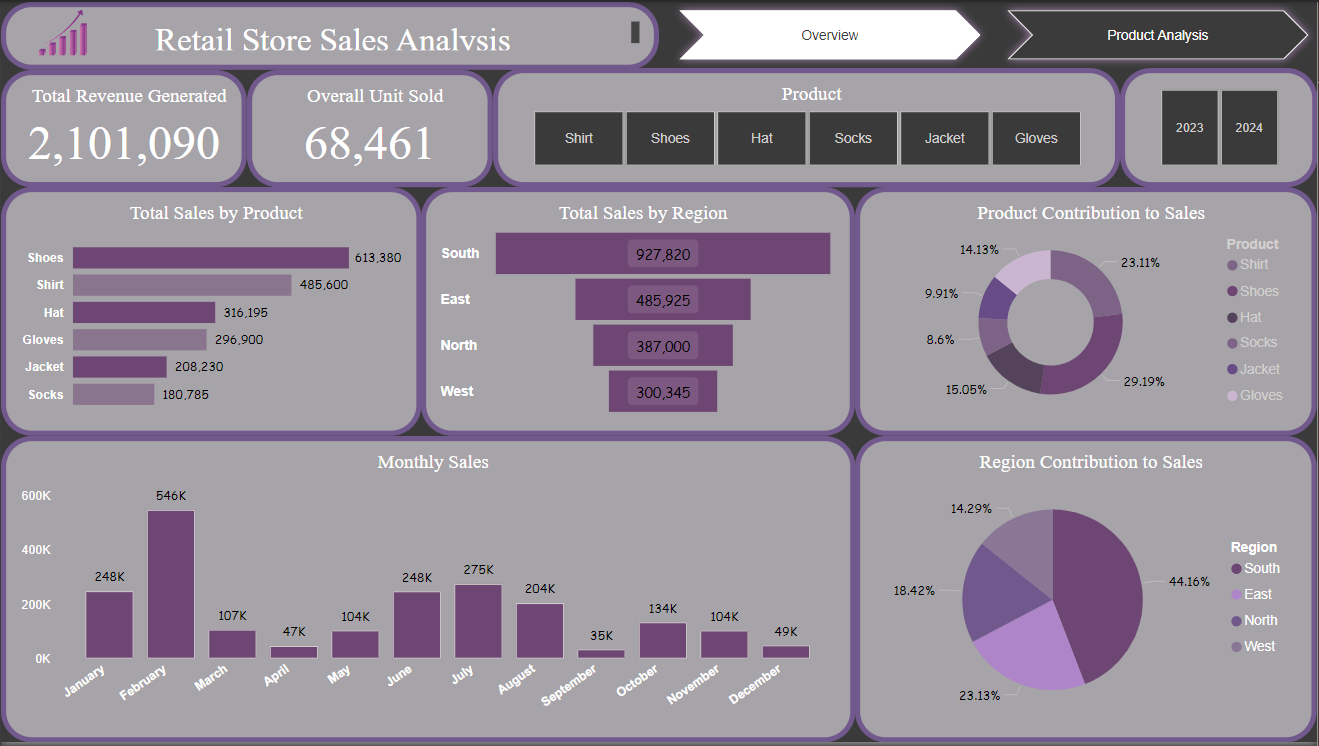 Retail Store Sales Analysis
Overview
Product Analysis
Total Revenue Generated
2,101,090
Overall Unit Sold
68,461
Product
Shirt
Shoes
Hat
Socks
Jacket
Gloves
2023
2024
Total Sales by Product
Shoes 613,380
Shirt 485,600
Hat 316,195
Gloves 296,900
Jacket 208,230
Socks 180,785
Total Sales by Region
South 927,820
East 485,925
North 387,000
West 300,345
Product Contribution to Sales
14.13%
23.11%
9.91%
8.6%
15.05%
29.19%
Product
Shirt
Shoes
Hat
Socks
Jacket
Gloves
Monthly Sales
600K
400K
200K
0K
248K
546K
107K
47K
104K
248K
275K
204K
35K
134K
104K
49K
January
February
March
April
May
June
July
August
September
October
November
December
Region Contribution to Sales
14.29%
44.16%
18.42%
23.13%
Region
South
East
North
West